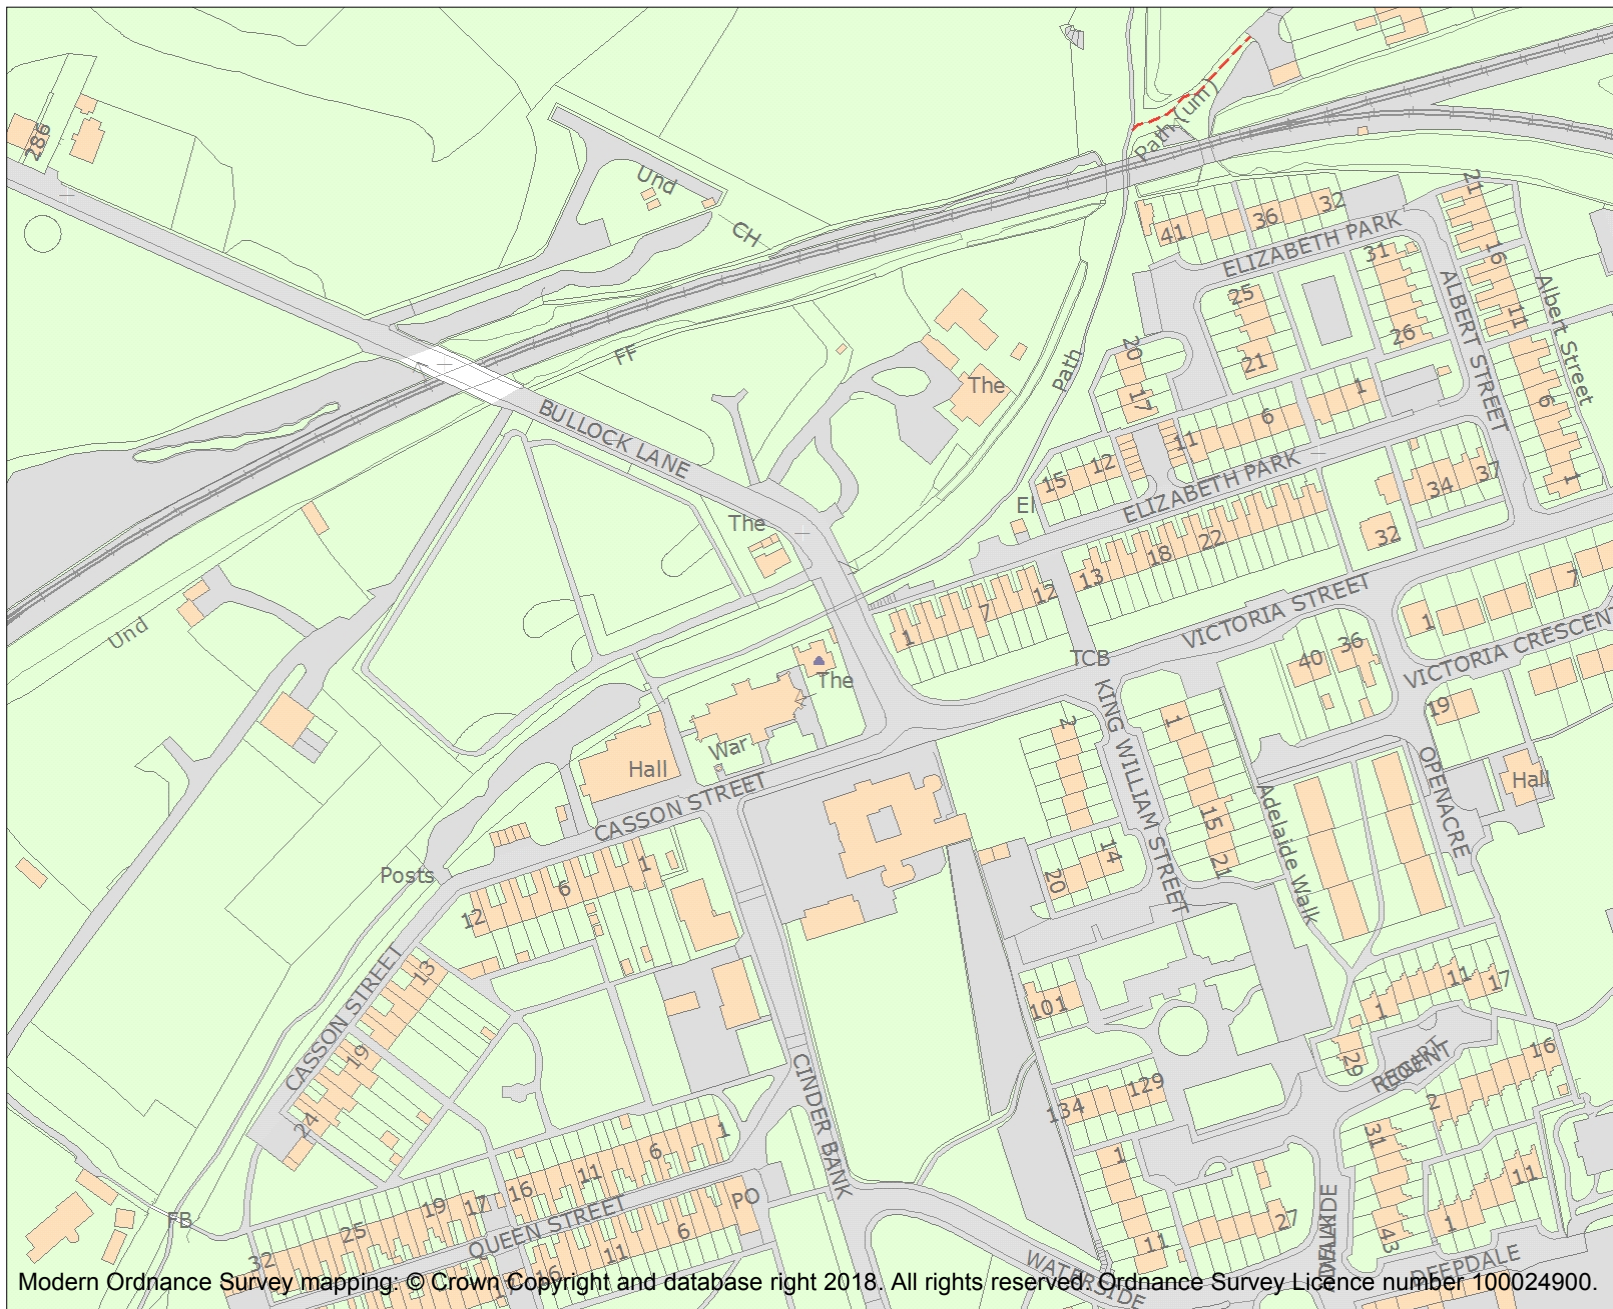 286
Und
CH
Path (um)
21
41
36
32
ELIZABETH PARK
31
16
ALBERT STREET
11
Albert Street
25
26
21
FF
20
17
Path
The
BULLOCK LANE
1
6
11
6
12
15
ELIZABETH PARK
34
37
1
El
The
32
22
18
13
12
7
1
Und
VICTORIA STREET
7
1
VICTORIA CRESCENT
TCB
40
36
The
KING WILLIAM STREET
2
1
19
War
Hall
OPENACRE
Hall
CASSON STREET
Adelaide Walk
15
21
14
20
Posts
1
6
12
13
CASSON STREET
101
11
17
1
19
CINDER BANK
29
REGENT
COURT
16
2
24
129
134
31
1
6
11
16
1
11
FB
PO
17
19
25
32
QUEEN STREET
6
11
16
1
27
11
1
43
ADELAIDE
WALK
WATERSIDE
DEEPDALE
Modern Ordnance Survey mapping: © Crown Copyright and database right 2018. All rights reserved. Ordnance Survey Licence number 100024900.